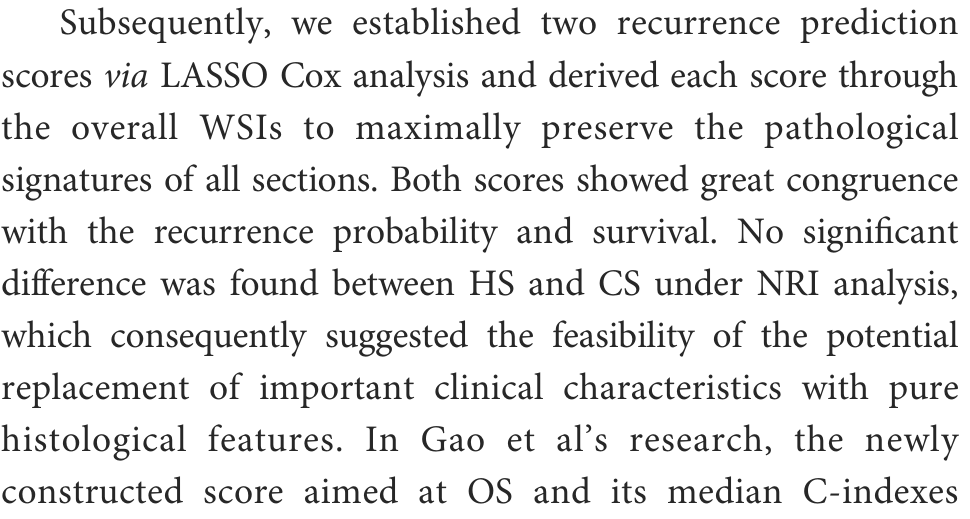 Subsequently, we established two recurrence prediction
scores via LASSO Cox analysis and derived each score through
the overall WSIs to maximally preserve the pathological
signatures of all sections. Both scores showed great congruence
with the recurrence probability and survival. No significant
difference was found between HS and CS under NRI analysis,
which consequently suggested the feasibility of the potential
replacement of important clinical characteristics with pure
histological features. In Gao et al’s research, the newly
constructed score aimed at OS and its median C-indexes